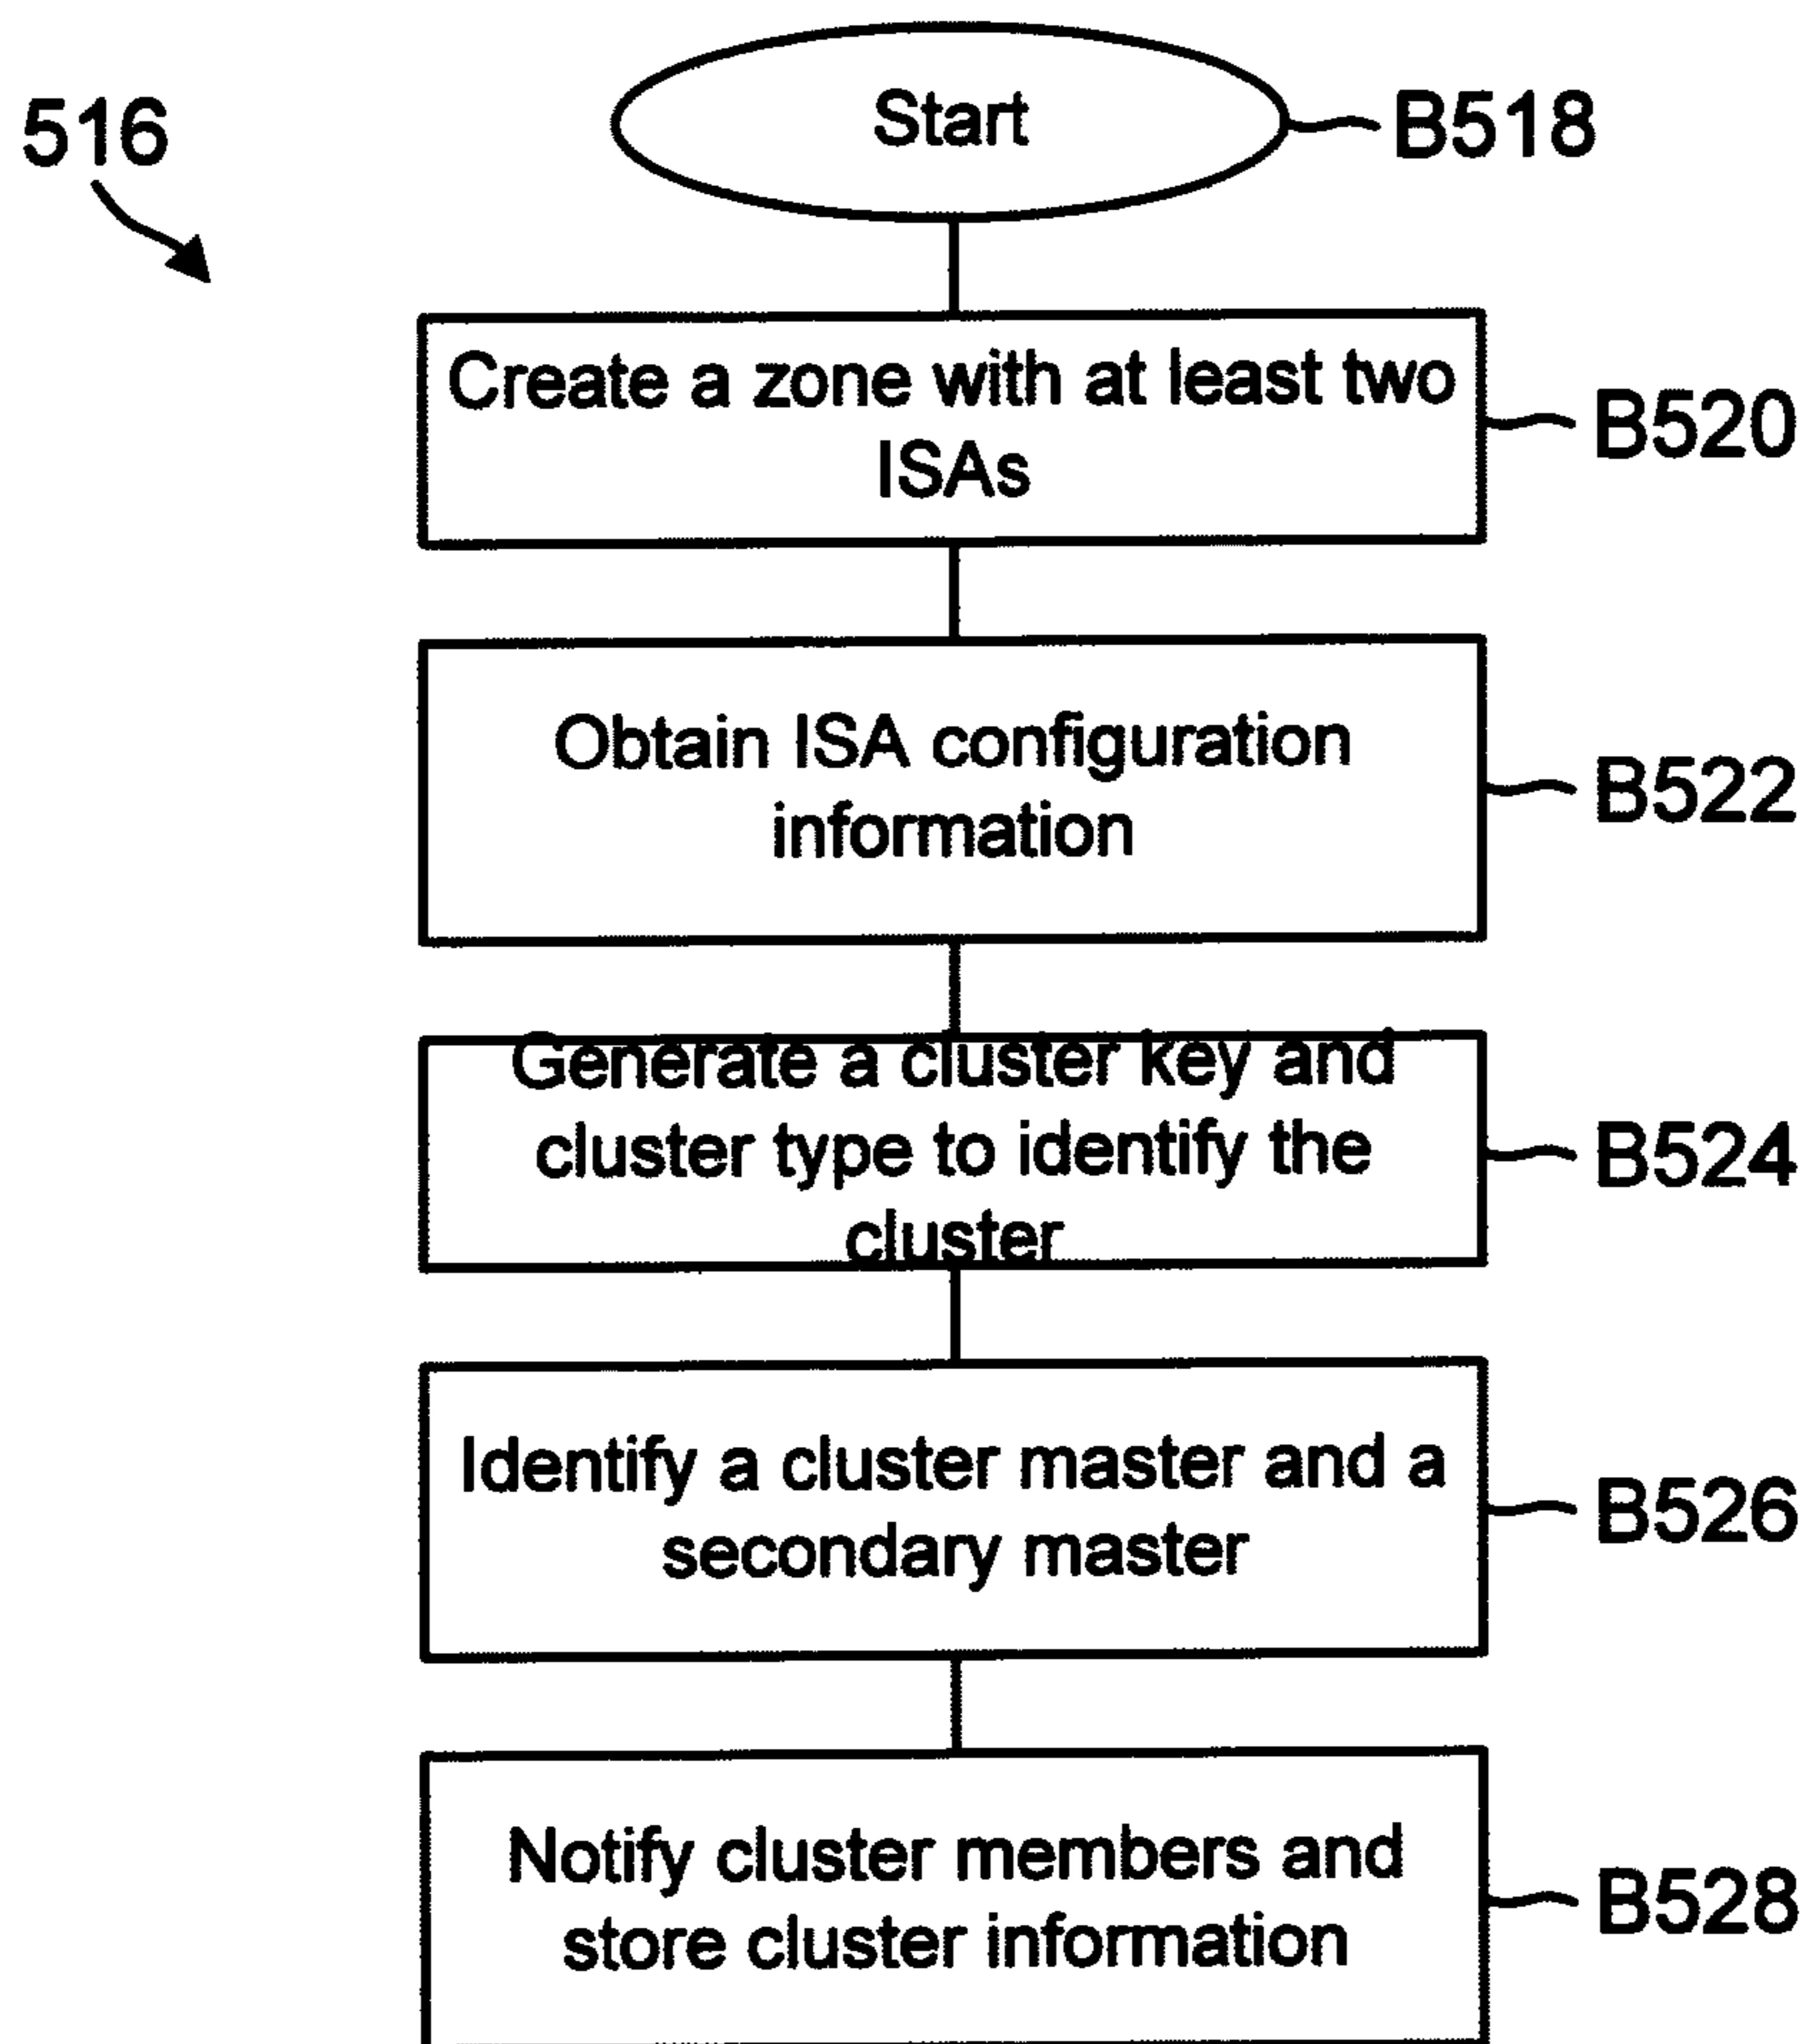 516
Start
B518
Create a zone with at least two
ISAs
B520
Obtain ISA configuration
information
B522
Generate a cluster key and
cluster type to identify the
cluster
B524
Identify a cluster master and a
secondary master
B526
Notify cluster members and
store cluster information
B528